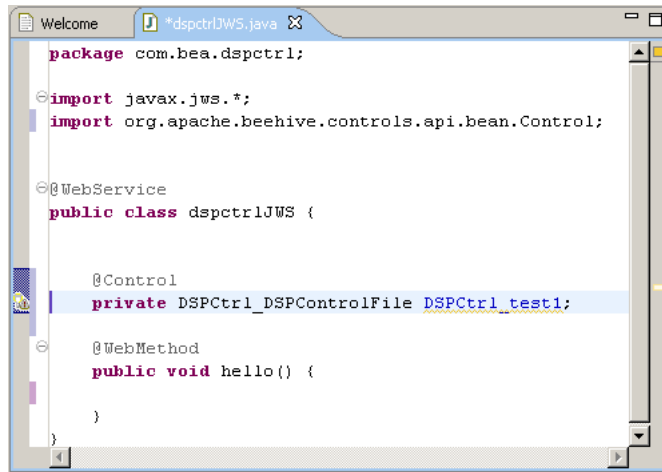 Welcome
*dspctrlJWS.java
package com.bea.dspctrl;
import javax.jws.*;
import org.apache.beehive.controls.api.bean.Control;
@WebService
public class dspctrlJWS {
@Control
private DSPCtrl_DSPControlFile DSPCtrl_test1;
@WebMethod
public void hello() {
}
}